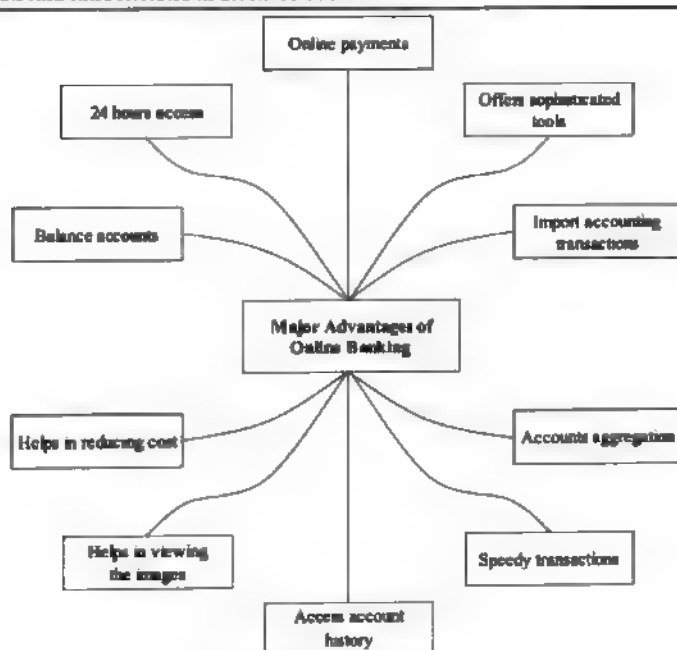 Online payments
24 hours access
Offers sophisticated
tools
Balance accounts
Import accounting
transactions
Major Advantages of
Online Banking
Helps in reducing cost
Accounts aggregation
Helps in viewing
the images
Speedy transactions
Access account
history